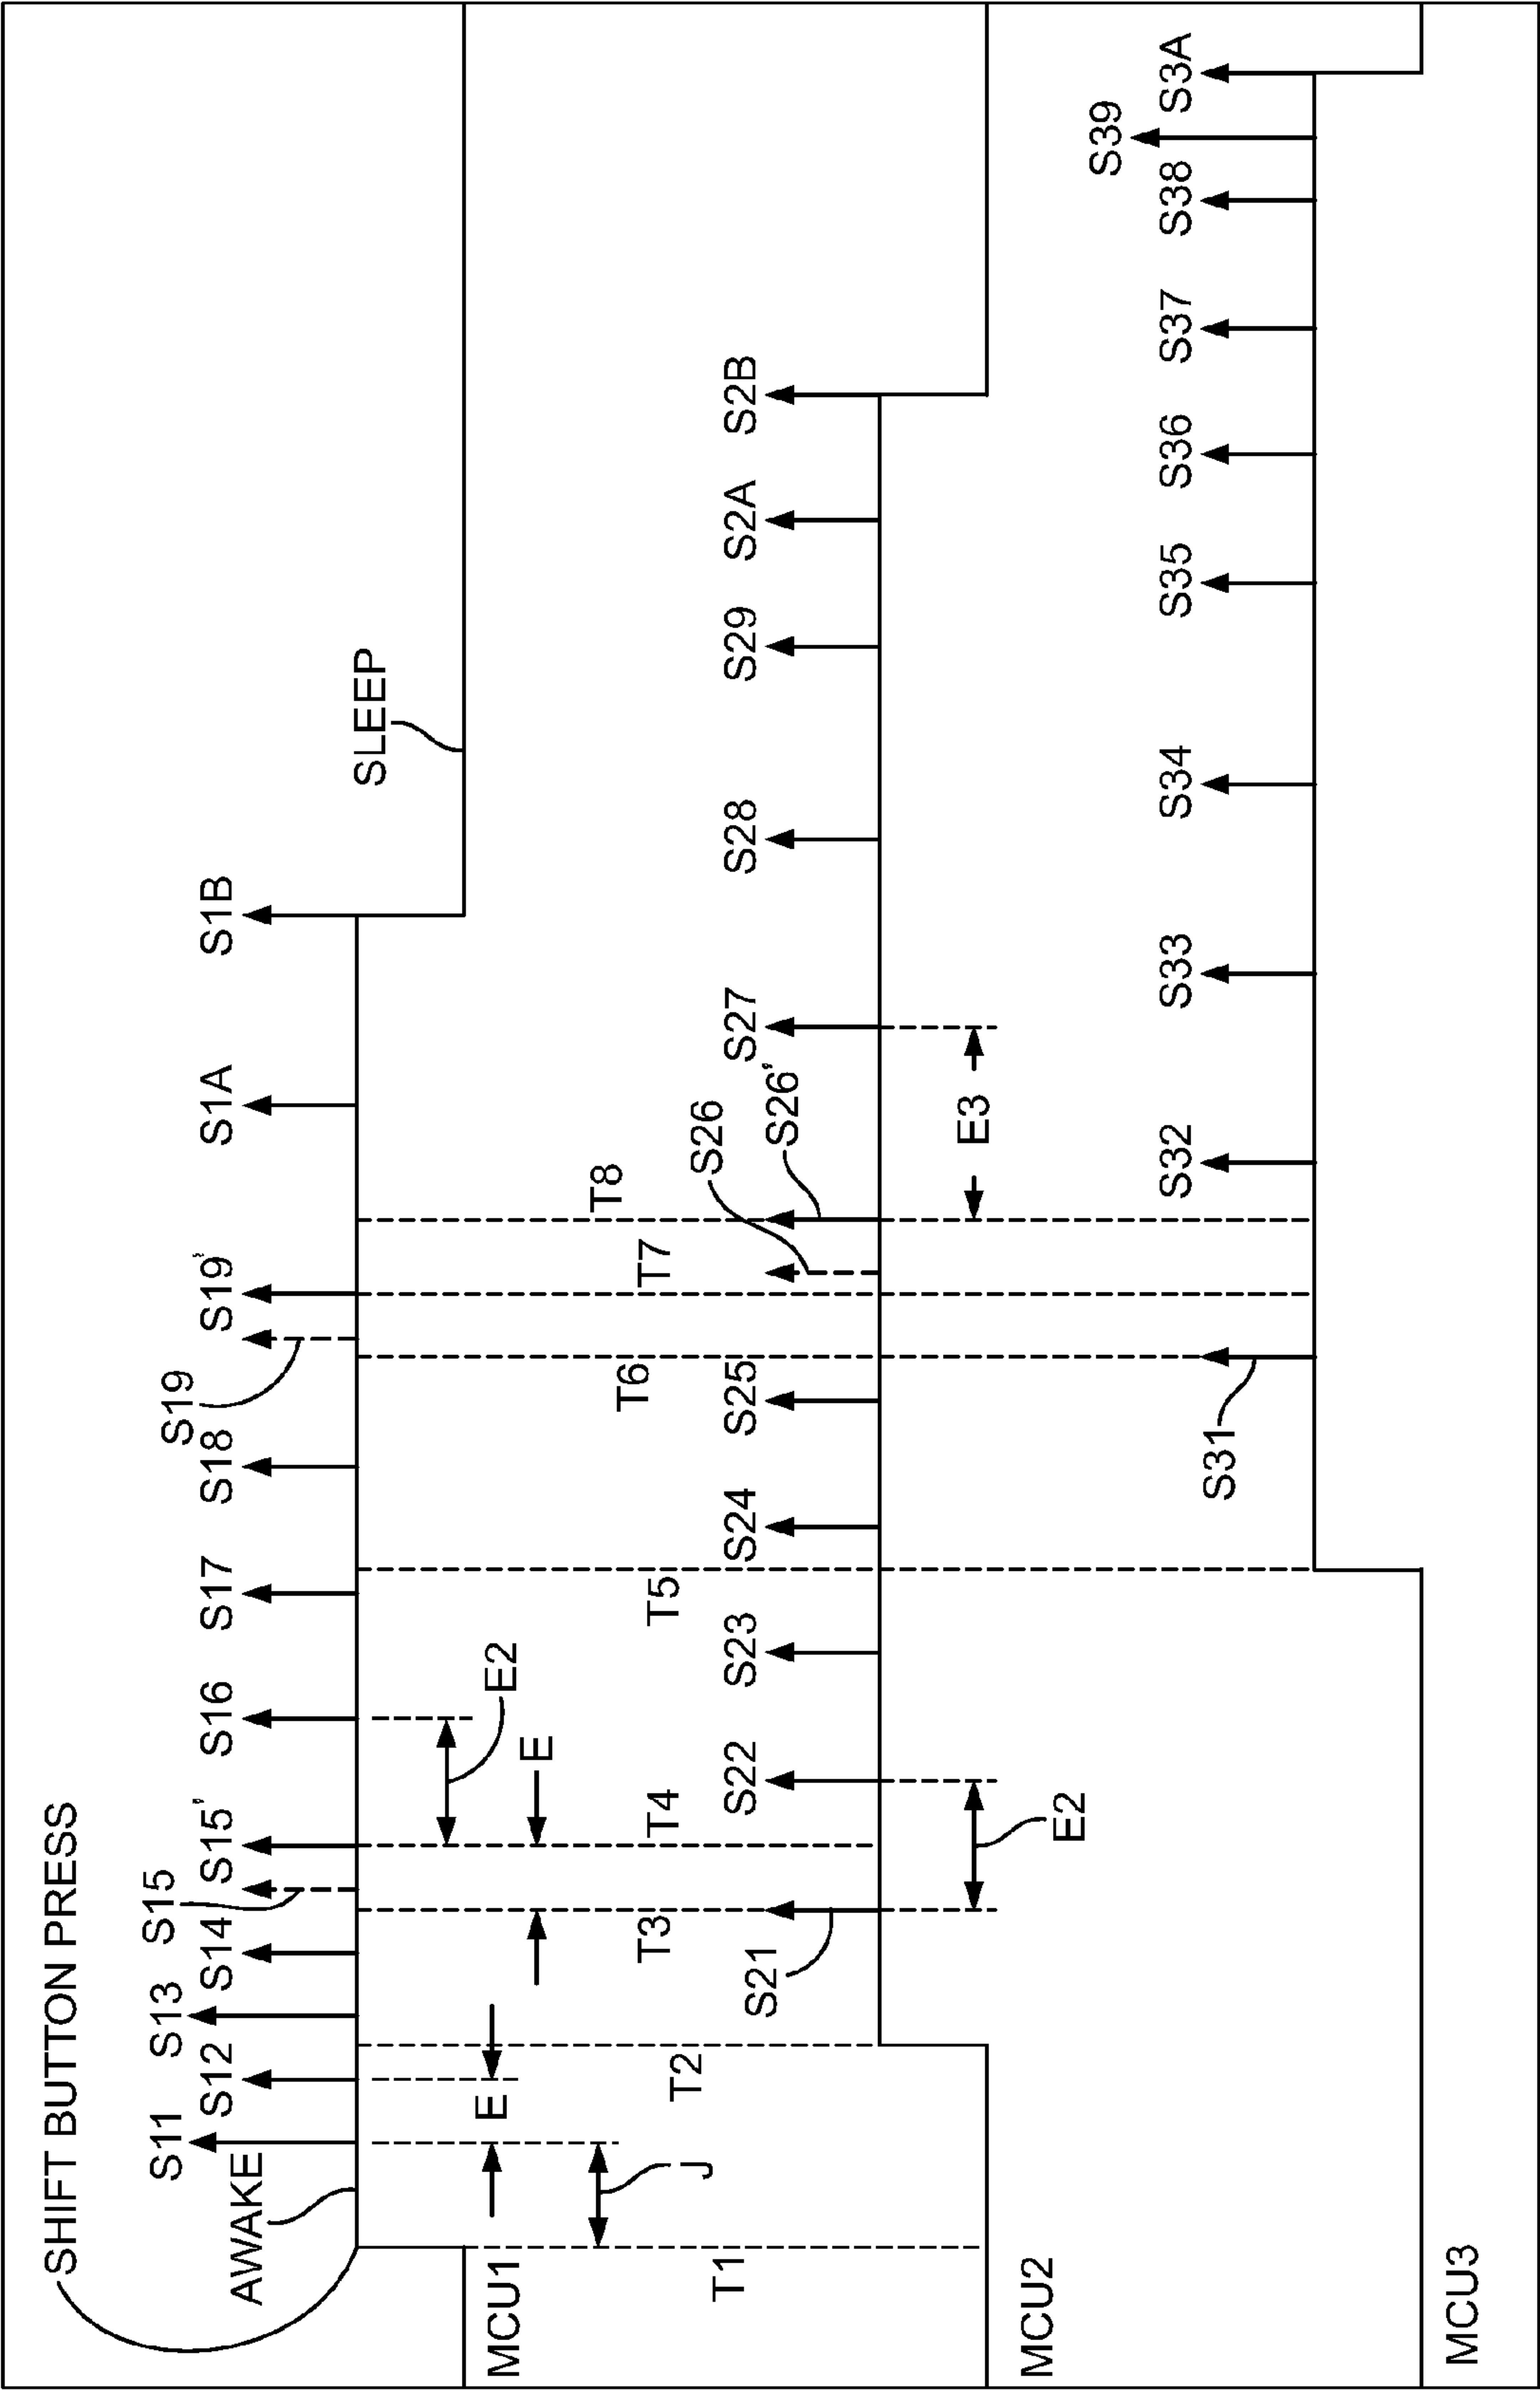 SHIFT BUTTON PRESS
AWAKE
S11
S12
S13
S14
S15
S15'
S16
S17
S18
S19
S19'
S1A
S1B
SLEEP
E
J
E
E2
MCU1
T1
T2
T3
T4
T5
T6
T7
T8
S21
S22
S23
S24
S25
S26
S26'
S27
S28
S29
S2A
S2B
E2
E3
MCU2
S31
S32
S33
S34
S35
S36
S37
S38
S39
S3A
MCU3